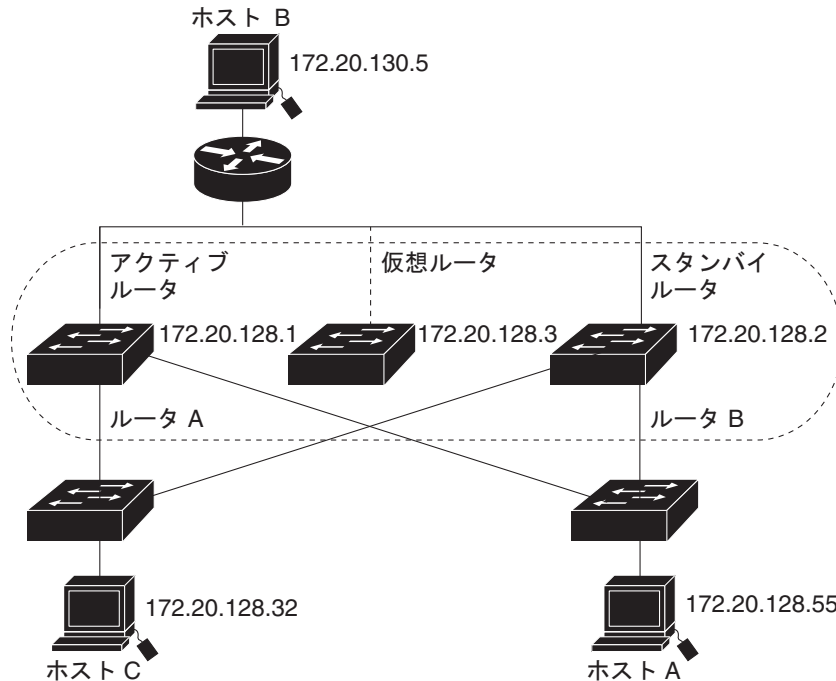 ホスト B
172.20.130.5
アクティブ
ルータ
仮想ルータ
スタンバイ
ルータ
172.20.128.1
172.20.128.3
172.20.128.2
ルータ A
ルータ B
172.20.128.32
172.20.128.55
ホスト C
ホスト A